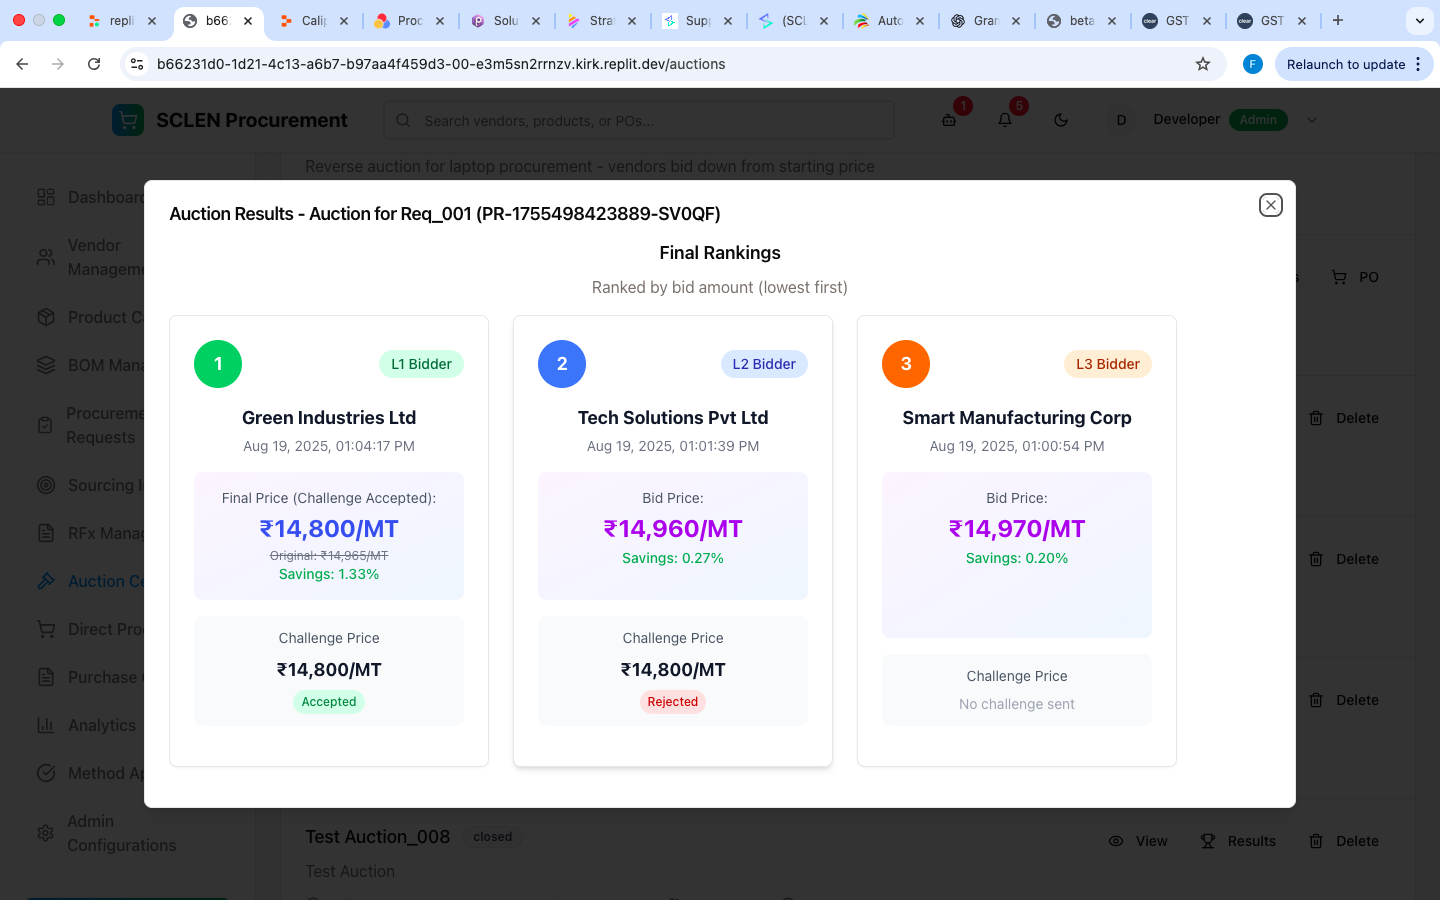 repli
b66
Calip
Proc
Solu
Strat
Supp
(SCL
Auto
Gran
beta
GST
GST
b66231d0-1d21-4c13-a6b7-b97aa4f459d3-00-e3m5sn2rrnzv.kirk.replit.dev/auctions
F
Relaunch to update
SCLEN Procurement
Search vendors, products, or POs...
1
5
D
Developer
Admin
Reverse auction for laptop procurement - vendors bid down from starting price
Dashboard
Vendor
Manageme
Product C
BOM Mana
Procureme
Requests
Sourcing I
RFx Manag
Auction Ce
Direct Pro
Purchase
Analytics
Method Ap
Admin
Configurations
Auction Results - Auction for Req_001 (PR-1755498423889-SV0QF)
Final Rankings
Ranked by bid amount (lowest first)
1
L1 Bidder
Green Industries Ltd
Aug 19, 2025, 01:04:17 PM
Final Price (Challenge Accepted):
₹14,800/MT
Original: ₹14,965/MT
Savings: 1.33%
Challenge Price
₹14,800/MT
Accepted
2
L2 Bidder
Tech Solutions Pvt Ltd
Aug 19, 2025, 01:01:39 PM
Bid Price:
₹14,960/MT
Savings: 0.27%
Challenge Price
₹14,800/MT
Rejected
3
L3 Bidder
Smart Manufacturing Corp
Aug 19, 2025, 01:00:54 PM
Bid Price:
₹14,970/MT
Savings: 0.20%
Challenge Price
No challenge sent
s
PO
Delete
Delete
Delete
Test Auction_008
closed
View
Results
Delete
Test Auction